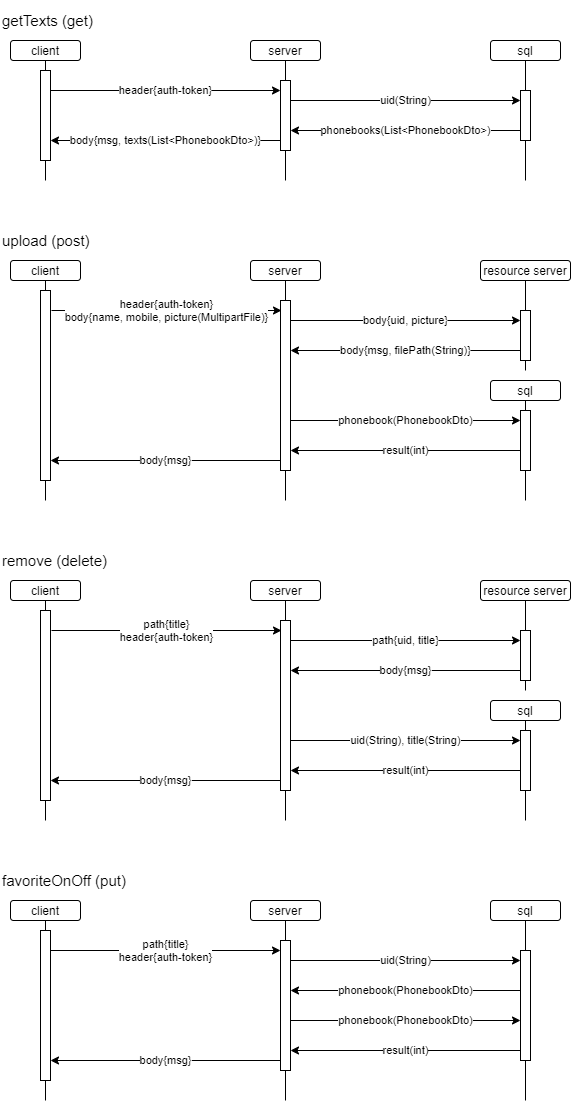 getTexts (get)
client
server
sql
header{auth-token}
uid(String)
phonebooks(List<PhonebookDto>)
body{msg, texts(List<PhonebookDto>)}
upload (post)
client
server
resource server
header{auth-token}
body{name, mobile, picture(MultipartFile)}
body{uid, picture}
body{msg, filePath(String)}
sql
phonebook(PhonebookDto)
result(int)
body{msg}
remove (delete)
client
server
resource server
path{title}
header{auth-token}
path{uid, title}
body{msg}
sql
uid(String), title(String)
result(int)
body{msg}
favoriteOnOff (put)
client
server
sql
path{title}
header{auth-token}
uid(String)
phonebook(PhonebookDto)
phonebook(PhonebookDto)
result(int)
body{msg}